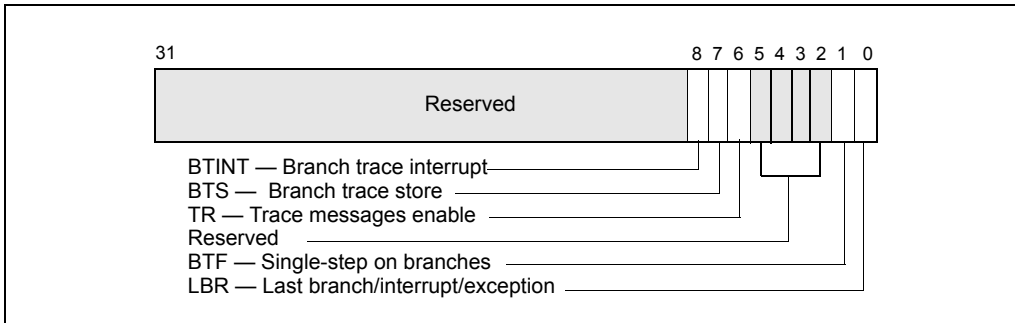 31 8 7 6 5 4 3 2 1 0
Reserved
BTINT — Branch trace interrupt
BTS — Branch trace store
TR — Trace messages enable
Reserved
BTF — Single-step on branches
LBR — Last branch/interrupt/exception